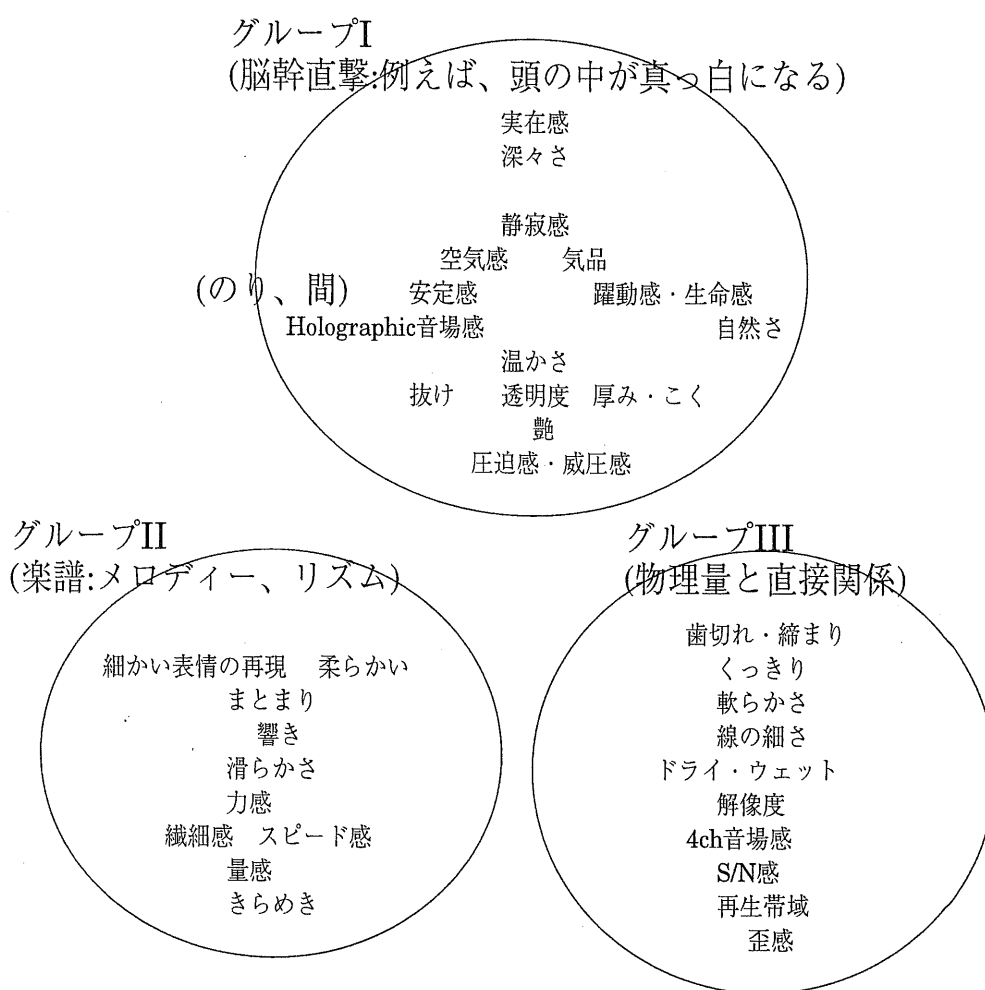 グループI
(脳幹直撃:例えば、頭の中が真っ白になる)
実在感
深々さ
静寂感
空気感 気品
(のり、間) 安定感 躍動感・生命感
Holographic音場感 自然さ
温かさ
抜け 透明度 厚み・こく
艶
圧迫感・威圧感
グループII
(楽譜:メロディー、リズム)
細かい表情の再現 柔らかい
まとまり
響き
滑らかさ
力感
繊細感 スピード感
量感
きらめき
グループIII
(物理量と直接関係)
歯切れ・締まり
くっきり
軟らかさ
線の細さ
ドライ・ウェット
解像度
4ch音場感
S/N感
再生帯域
歪感